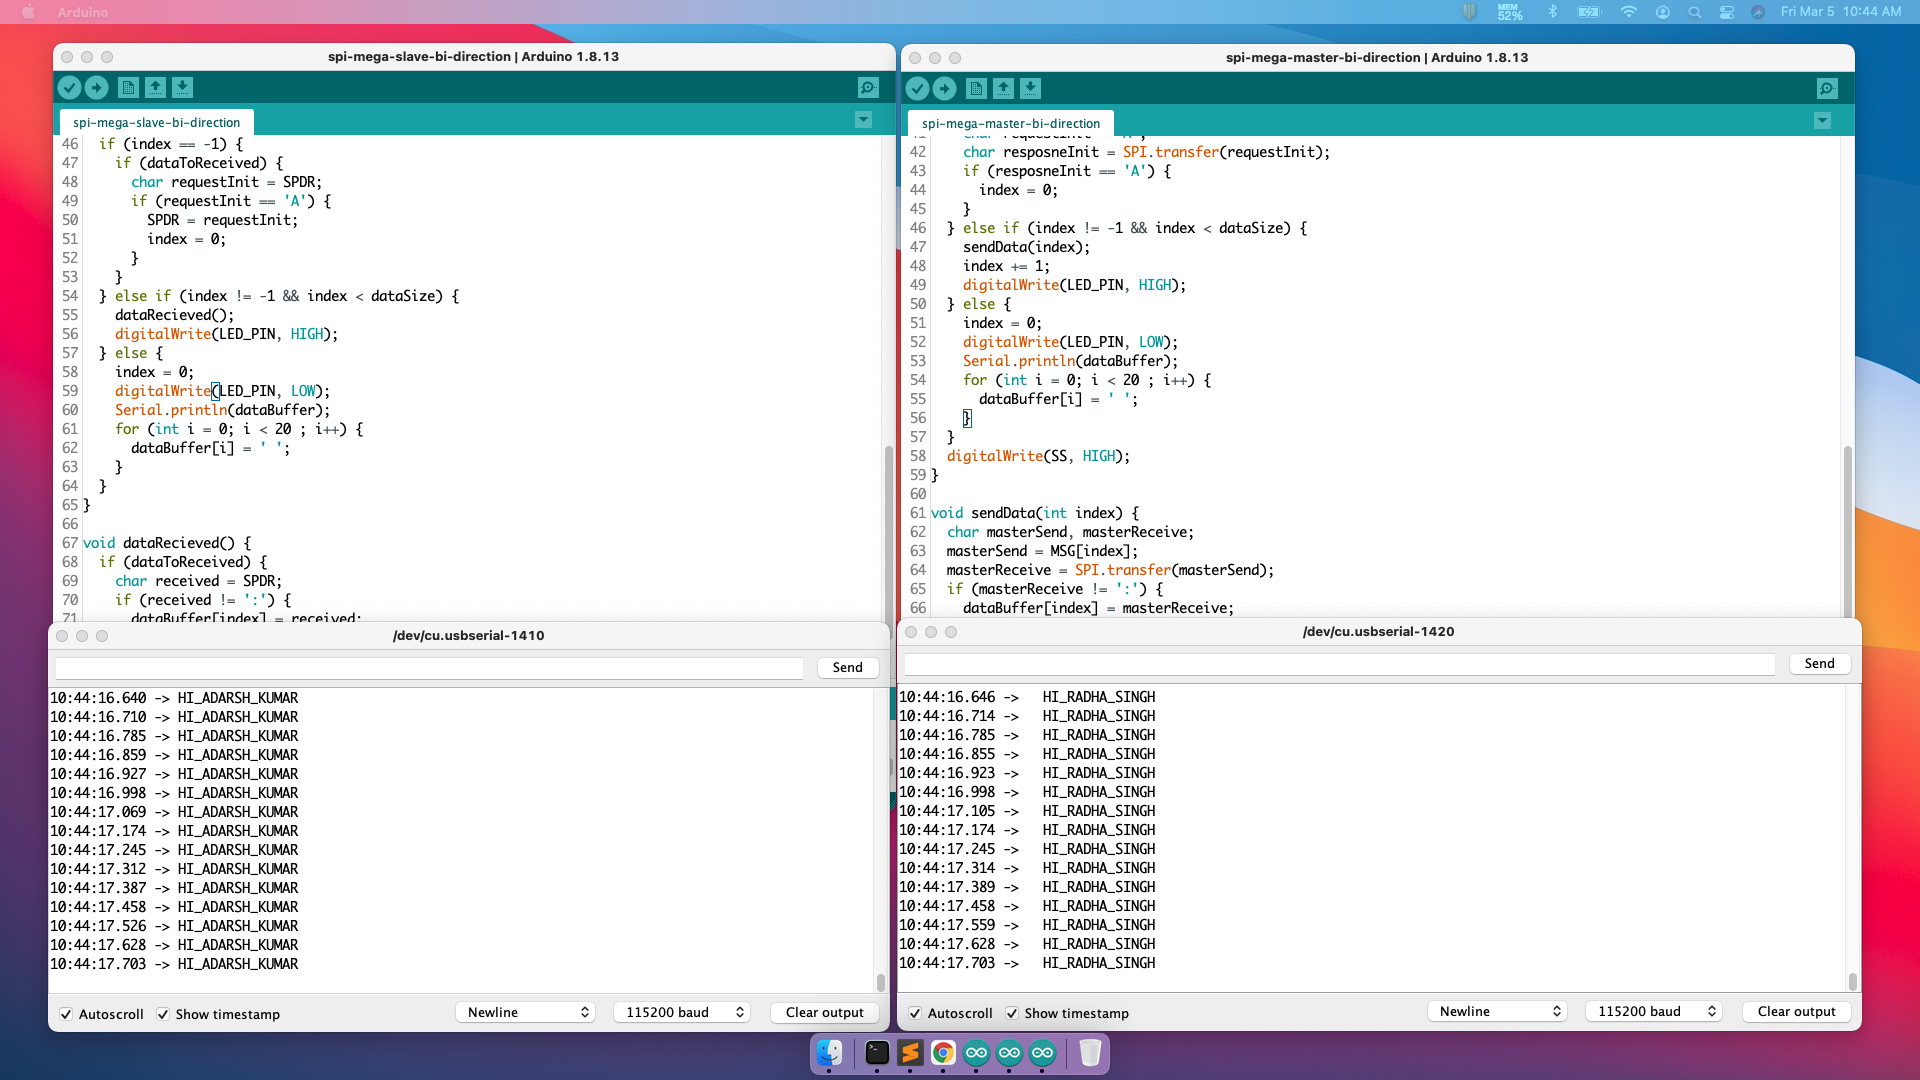 Arduino
MEM
52%
Fri Mar 5 10:44 AM
spi-mega-slave-bi-direction | Arduino 1.8.13
spi-mega-slave-bi-direction
46 if (index == -1) {
47 if (dataToReceived) {
48 char requestInit = SPDR;
49 if (requestInit == 'A') {
50 SPDR = requestInit;
51 index = 0;
52 }
53 }
54 } else if (index != -1 && index < dataSize) {
55 dataRecieved();
56 digitalWrite(LED_PIN, HIGH);
57 } else {
58 index = 0;
59 digitalWrite(LED_PIN, LOW);
60 Serial.println(dataBuffer);
61 for (int i = 0; i < 20 ; i++) {
62 dataBuffer[i] = ' ';
63 }
64 }
65 }
66
67 void dataRecieved() {
68 if (dataToReceived) {
69 char received = SPDR;
70 if (received != ':') {
71 dataBuffer[index] = received;
spi-mega-master-bi-direction | Arduino 1.8.13
spi-mega-master-bi-direction
41 char requestInit = 'A';
42 char resposneInit = SPI.transfer(requestInit);
43 if (resposneInit == 'A') {
44 index = 0;
45 }
46 } else if (index != -1 && index < dataSize) {
47 sendData(index);
48 index += 1;
49 digitalWrite(LED_PIN, HIGH);
50 } else {
51 index = 0;
52 digitalWrite(LED_PIN, LOW);
53 Serial.println(dataBuffer);
54 for (int i = 0; i < 20 ; i++) {
55 dataBuffer[i] = ' ';
56 }
57 }
58 digitalWrite(SS, HIGH);
59 }
60
61 void sendData(int index) {
62 char masterSend, masterReceive;
63 masterSend = MSG[index];
64 masterReceive = SPI.transfer(masterSend);
65 if (masterReceive != ':') {
66 dataBuffer[index] = masterReceive;
/dev/cu.usbserial-1410
Send
10:44:16.640 -> HI_ADARSH_KUMAR
10:44:16.710 -> HI_ADARSH_KUMAR
10:44:16.785 -> HI_ADARSH_KUMAR
10:44:16.859 -> HI_ADARSH_KUMAR
10:44:16.927 -> HI_ADARSH_KUMAR
10:44:16.998 -> HI_ADARSH_KUMAR
10:44:17.069 -> HI_ADARSH_KUMAR
10:44:17.174 -> HI_ADARSH_KUMAR
10:44:17.245 -> HI_ADARSH_KUMAR
10:44:17.312 -> HI_ADARSH_KUMAR
10:44:17.387 -> HI_ADARSH_KUMAR
10:44:17.458 -> HI_ADARSH_KUMAR
10:44:17.526 -> HI_ADARSH_KUMAR
10:44:17.628 -> HI_ADARSH_KUMAR
10:44:17.703 -> HI_ADARSH_KUMAR
Autoscroll Show timestamp Newline 115200 baud Clear output
/dev/cu.usbserial-1420
Send
10:44:16.646 -> HI_RADHA_SINGH
10:44:16.714 -> HI_RADHA_SINGH
10:44:16.785 -> HI_RADHA_SINGH
10:44:16.855 -> HI_RADHA_SINGH
10:44:16.923 -> HI_RADHA_SINGH
10:44:16.998 -> HI_RADHA_SINGH
10:44:17.105 -> HI_RADHA_SINGH
10:44:17.174 -> HI_RADHA_SINGH
10:44:17.245 -> HI_RADHA_SINGH
10:44:17.314 -> HI_RADHA_SINGH
10:44:17.389 -> HI_RADHA_SINGH
10:44:17.458 -> HI_RADHA_SINGH
10:44:17.559 -> HI_RADHA_SINGH
10:44:17.628 -> HI_RADHA_SINGH
10:44:17.703 -> HI_RADHA_SINGH
Autoscroll Show timestamp Newline 115200 baud Clear output